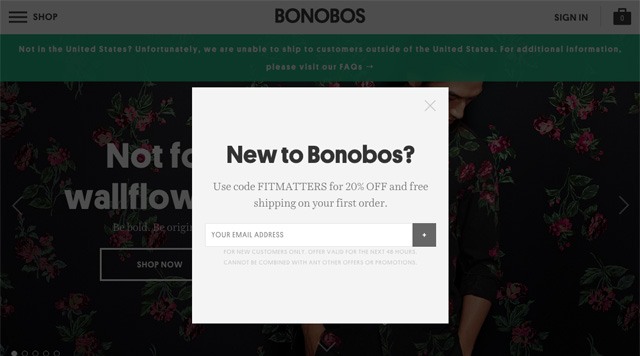 SHOP
BONOBOS
SIGN IN
0
Not in the United States? Unfortunately, we are unable to ship to customers outside of the United States. For additional information,
please visit our FAQs →
Not fo
wallflow
Be bold. Be origin
SHOP NOW
New to Bonobos?
Use code FITMATTERS for 20% OFF and free
shipping on your first order.
YOUR EMAIL ADDRESS
FOR NEW CUSTOMERS ONLY. OFFER VALID FOR THE NEXT 48 HOURS.
CANNOT BE COMBINED WITH ANY OTHER OFFERS OR PROMOTIONS.